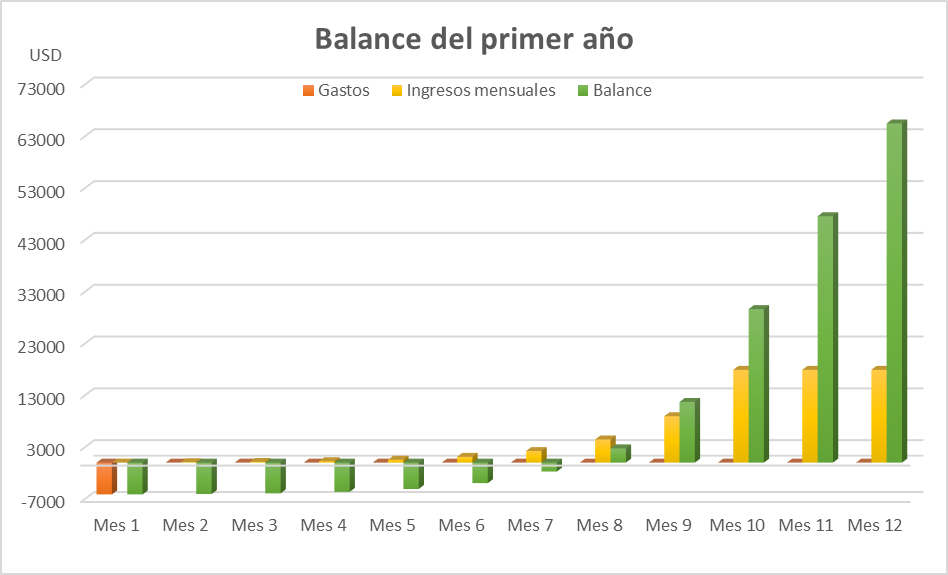 Balance del primer año
USD
Gastos Ingresos mensuales Balance
73000
63000
53000
43000
33000
23000
13000
3000
-7000
Mes 1 Mes 2 Mes 3 Mes 4 Mes 5 Mes 6 Mes 7 Mes 8 Mes 9 Mes 10 Mes 11 Mes 12